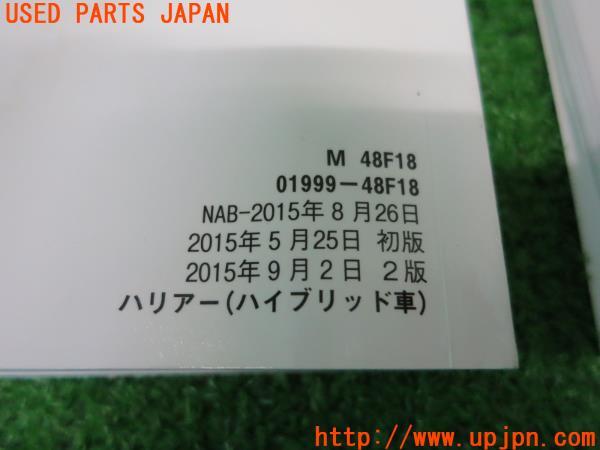 USED PARTS JAPAN
M 48F18
01999-48F18
NAB-2015年8月26日
2015年5月25日 初版
2015年9月2日 2版
ハリアー(ハイブリッド車)
http://www.upjpn.com